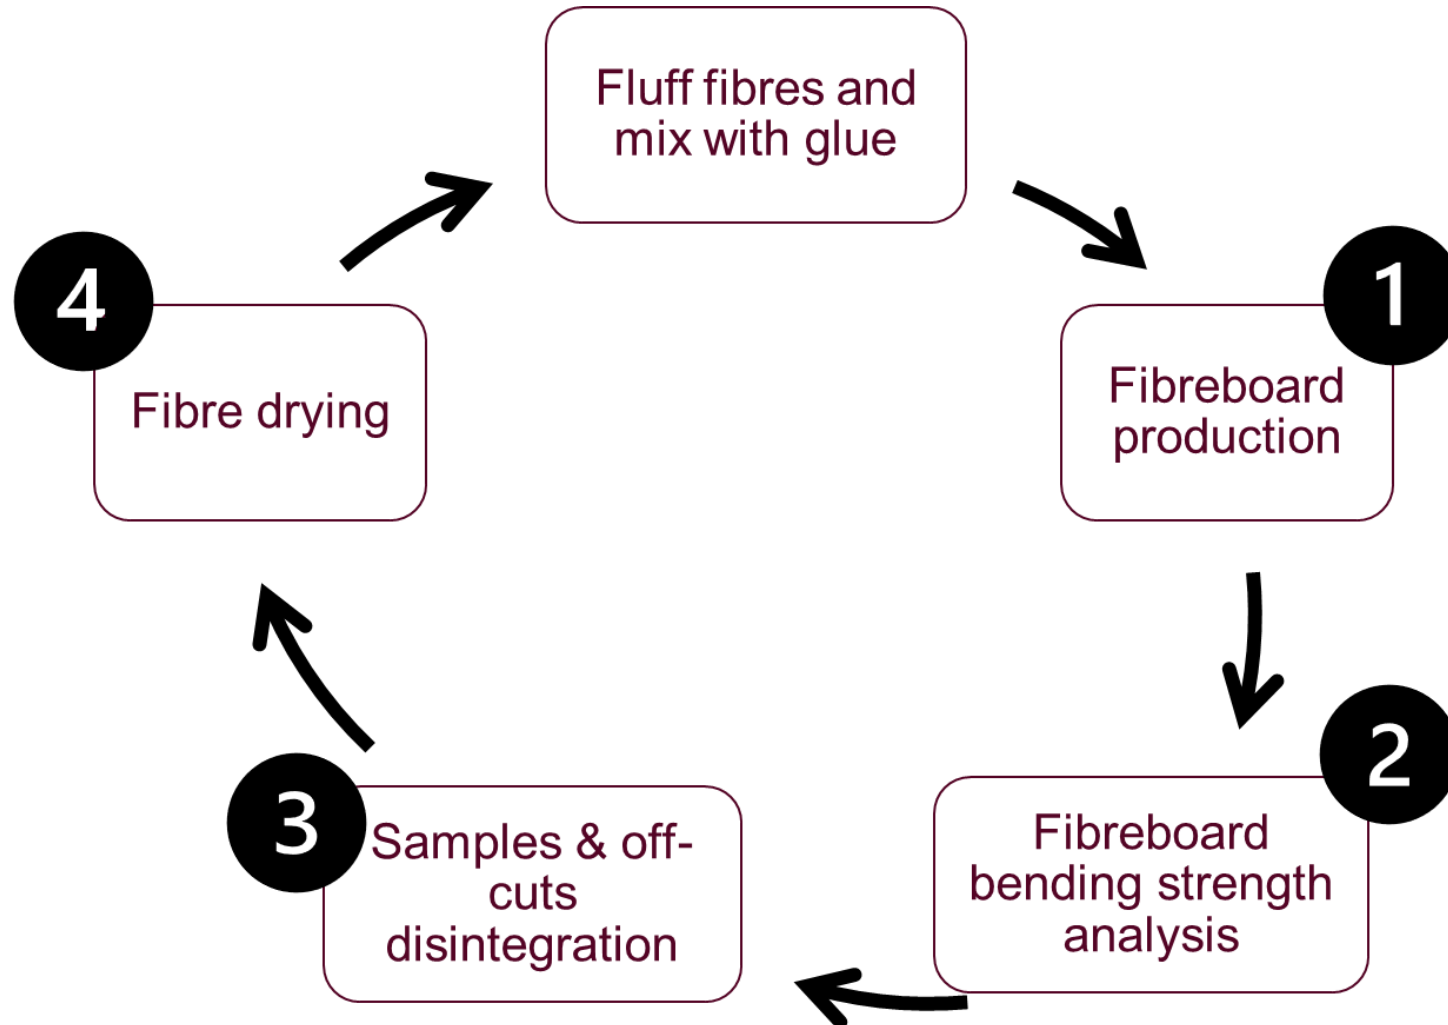 Fluff fibres and
mix with glue
1
Fibreboard
production
2
Fibreboard
bending strength
analysis
3
Samples & off-
cuts
disintegration
4
Fibre drying